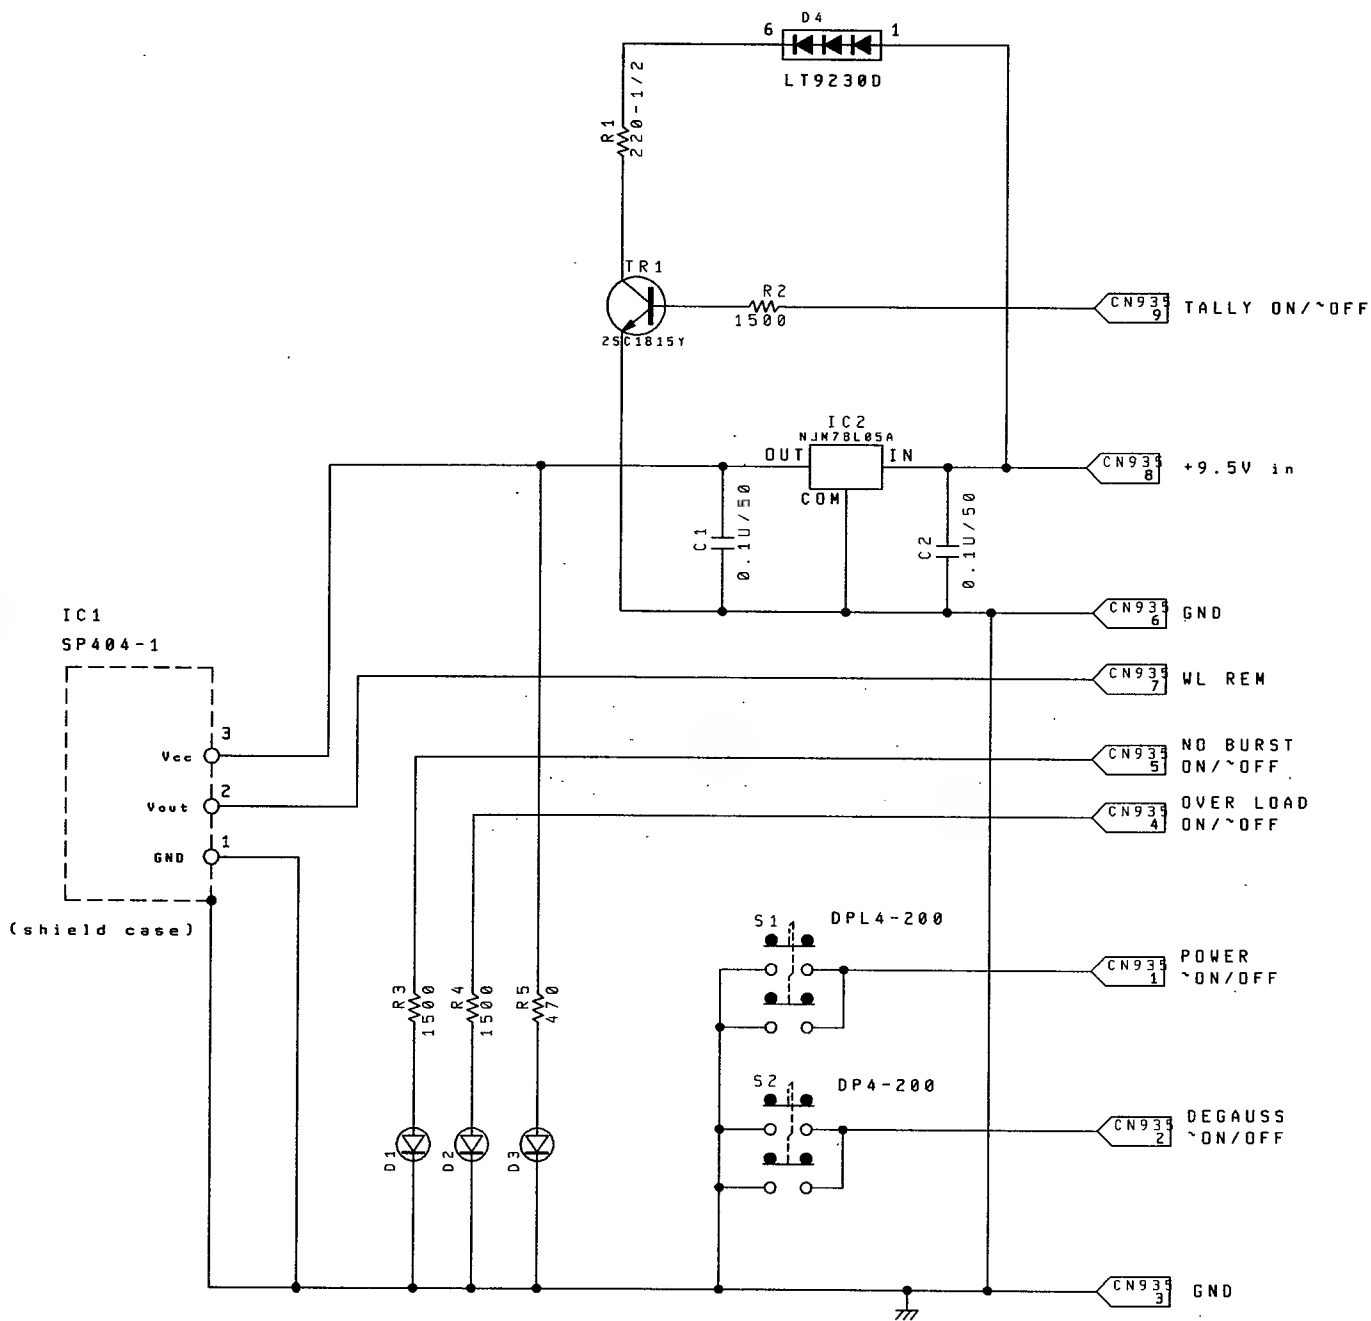 D4
6
1
LT9230D
R1
220-1/2
TR1
2SC1815Y
R2
1500
CN935
9
TALLY ON/~OFF
IC2
NJM78L05A
OUT
IN
COM
CN935
8
+9.5V in
C1
0.1U/50
C2
0.1U/50
CN935
6
GND
IC1
SP404-1
CN935
7
WL REM
3
Vcc
2
Vout
1
GND
(shield case)
CN935
5
NO BURST
ON/~OFF
CN935
4
OVER LOAD
ON/~OFF
S1
DPL4-200
CN935
1
POWER
~ON/OFF
R3
1500
R4
1500
R5
470
S2
DP4-200
CN935
2
DEGAUSS
~ON/OFF
D1
D2
D3
CN935
3
GND